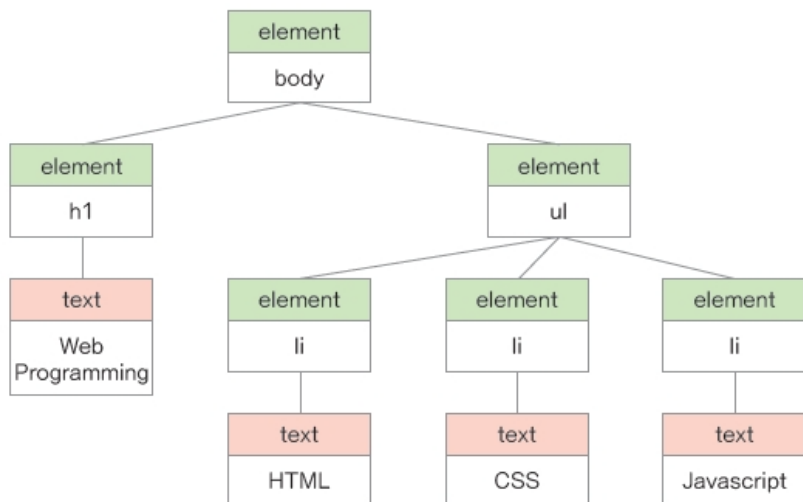 element
body
element
element
h1
ul
text
element
element
element
Web
Programming
li
li
li
text
text
text
HTML
CSS
Javascript